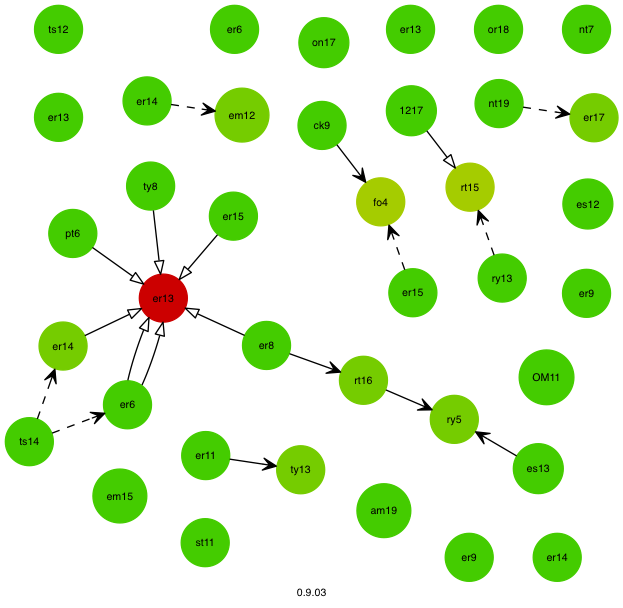 ts12
er6
on17
er13
or18
nt7
er14
em12
er13
ck9
1217
nt19
er17
ty8
pt6
er15
fo4
rt15
es12
er13
er15
ry13
er9
er14
er8
rt16
OM11
er6
ry5
ts14
er11
ty13
es13
em15
am19
st11
er9
er14
0.9.03